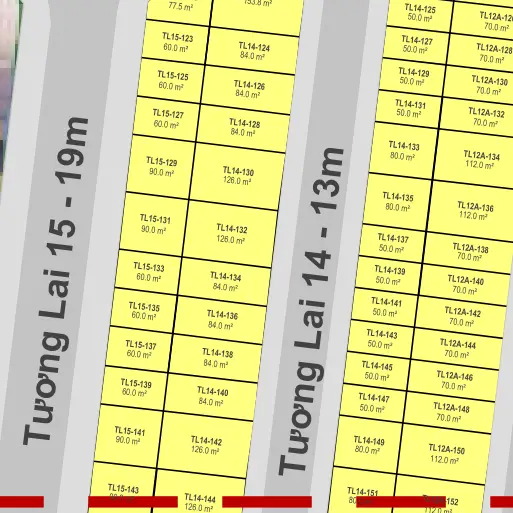 77.5 m²
153.8 m²
TL15-123
60.0 m²
TL14-124
84.0 m²
TL15-125
60.0 m²
TL14-126
84.0 m²
TL15-127
60.0 m²
TL14-128
84.0 m²
TL15-129
90.0 m²
TL14-130
126.0 m²
TL15-131
90.0 m²
TL14-132
126.0 m²
TL15-133
60.0 m²
TL14-134
84.0 m²
TL15-135
60.0 m²
TL14-136
84.0 m²
TL15-137
60.0 m²
TL14-138
84.0 m²
TL15-139
60.0 m²
TL14-140
84.0 m²
TL15-141
90.0 m²
TL14-142
126.0 m²
TL15-143
TL14-144
126.0 m²
Tương Lai 15 - 19m
Tương Lai 14 - 13m
TL14-125
50.0 m²
70.0 m²
TL14-127
50.0 m²
TL12A-128
70.0 m²
TL14-129
50.0 m²
TL12A-130
70.0 m²
TL14-131
50.0 m²
TL12A-132
70.0 m²
TL14-133
80.0 m²
TL12A-134
112.0 m²
TL14-135
80.0 m²
TL12A-136
112.0 m²
TL14-137
50.0 m²
TL12A-138
70.0 m²
TL14-139
50.0 m²
TL12A-140
70.0 m²
TL14-141
50.0 m²
TL12A-142
70.0 m²
TL14-143
50.0 m²
TL12A-144
70.0 m²
TL14-145
50.0 m²
TL12A-146
70.0 m²
TL14-147
50.0 m²
TL12A-148
70.0 m²
TL14-149
80.0 m²
TL12A-150
112.0 m²
TL14-151
112.0 m²